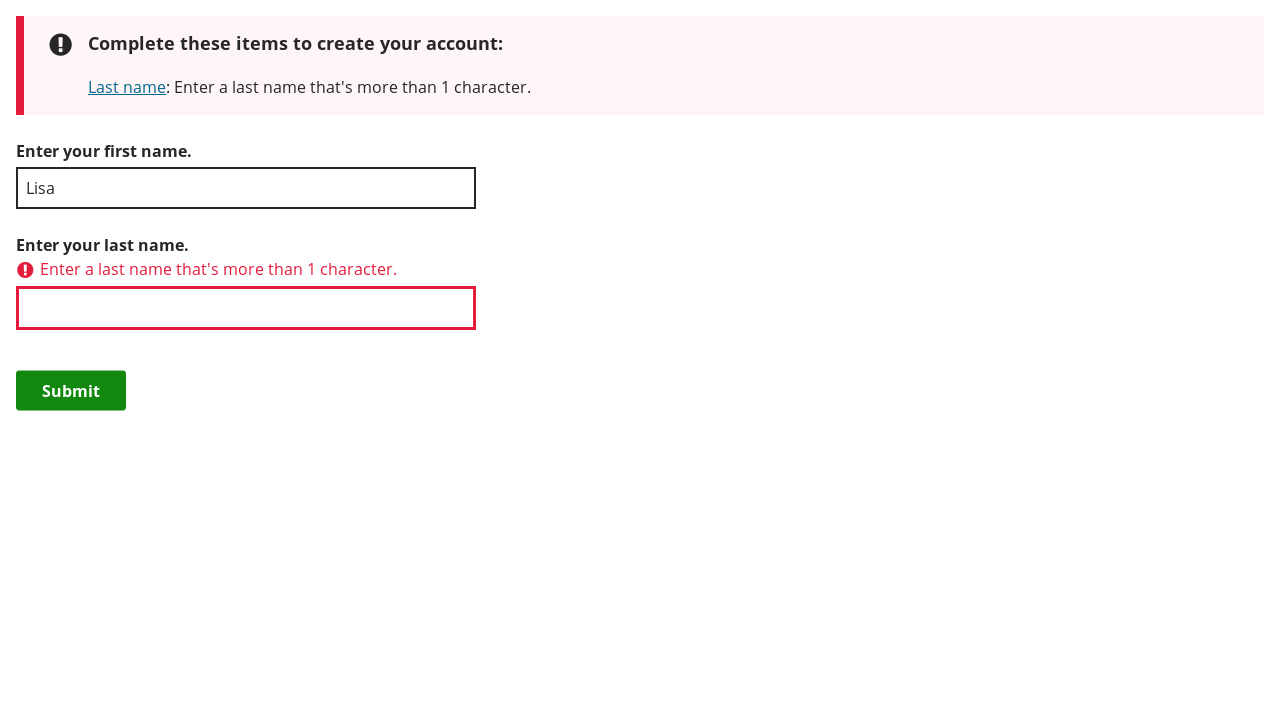 Complete these items to create your account:
Last name: Enter a last name that's more than 1 character.
Enter your first name.
Lisa
Enter your last name.
Enter a last name that's more than 1 character.
Submit